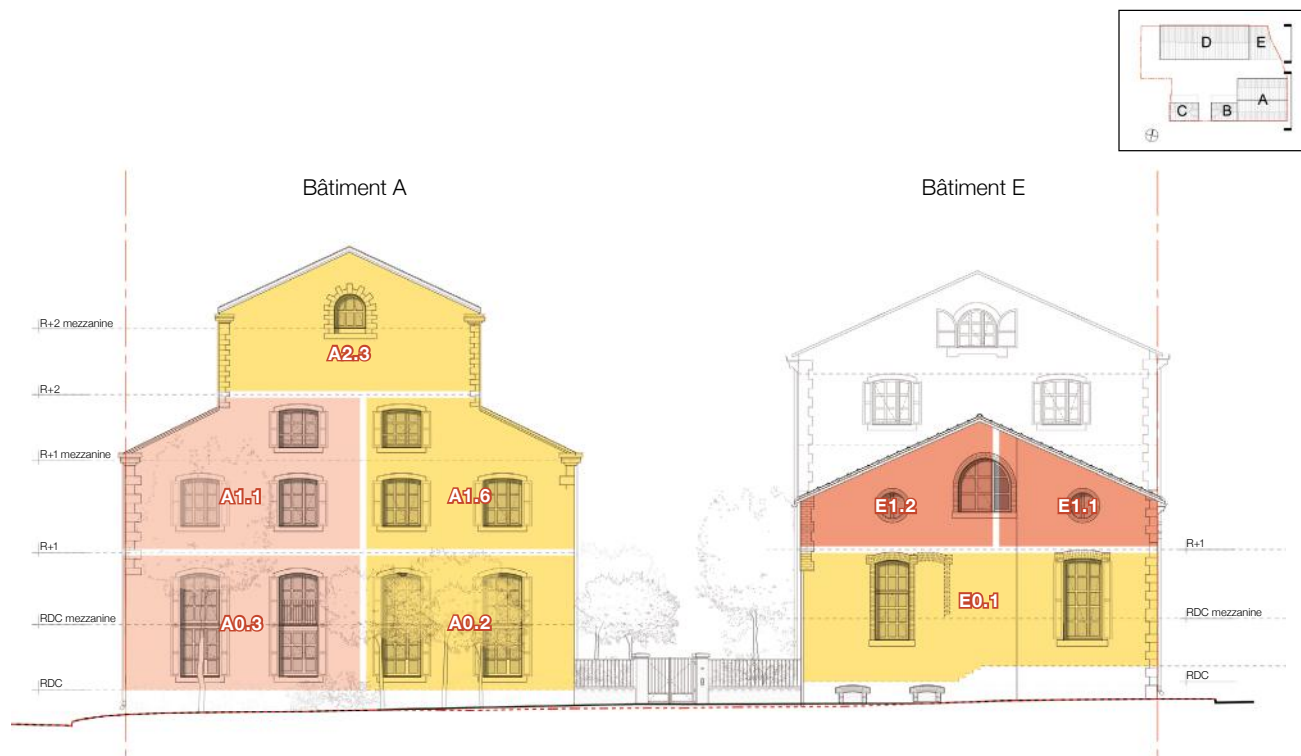 D E
A
C B
Bâtiment A
Bâtiment E
R+2 mezzanine
A2.3
R+2
R+1 mezzanine
A1.1
A1.6
E1.2
E1.1
R+1
R+1
RDC mezzanine
A0.3
A0.2
E0.1
RDC mezzanine
RDC
RDC